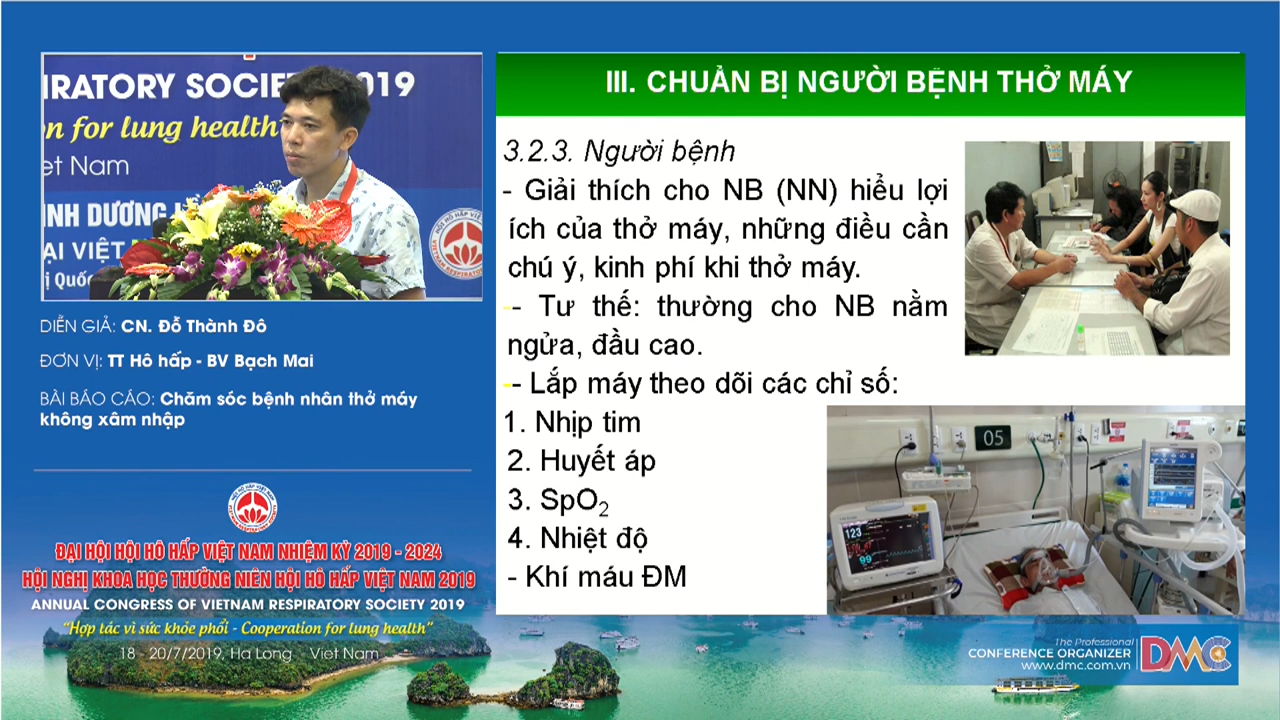 IRATORY SOCIE 2019
n for lung health"
et Nam
INH DƯƠNG
ẠI VIỆT
ị Quốc
DIỄN GIẢ: CN. Đỗ Thành Đô
ĐƠN VỊ: TT Hô hấp - BV Bạch Mai
BÀI BÁO CÁO: Chăm sóc bệnh nhân thở máy
không xâm nhập
ĐẠI HỘI HỘI HÔ HẤP VIỆT NAM NHIỆM KỲ 2019 - 2024
HỘI NGHỊ KHOA HỌC THƯỜNG NIÊN HỘI HÔ HẤP VIỆT NAM 2019
ANNUAL CONGRESS OF VIETNAM RESPIRATORY SOCIETY 2019
"Hợp tác vì sức khỏe phổi - Cooperation for lung health"
18 - 20/7/2019, Ha Long Viet Nam
III. CHUẨN BỊ NGƯỜI BỆNH THỞ MÁY
3.2.3. Người bệnh
- Giải thích cho NB (NN) hiểu lợi
ích của thở máy, những điều cần
chú ý, kinh phí khi thở máy.
-- Tư thế: thường cho NB nằm
ngửa, đầu cao.
-- Lắp máy theo dõi các chỉ số:
1. Nhịp tim
2. Huyết áp
3. SpO₂
4. Nhiệt độ
- Khí máu ĐM
05
123
99
The Professional
CONFERENCE ORGANIZER
www.dmc.com.vn
DMC